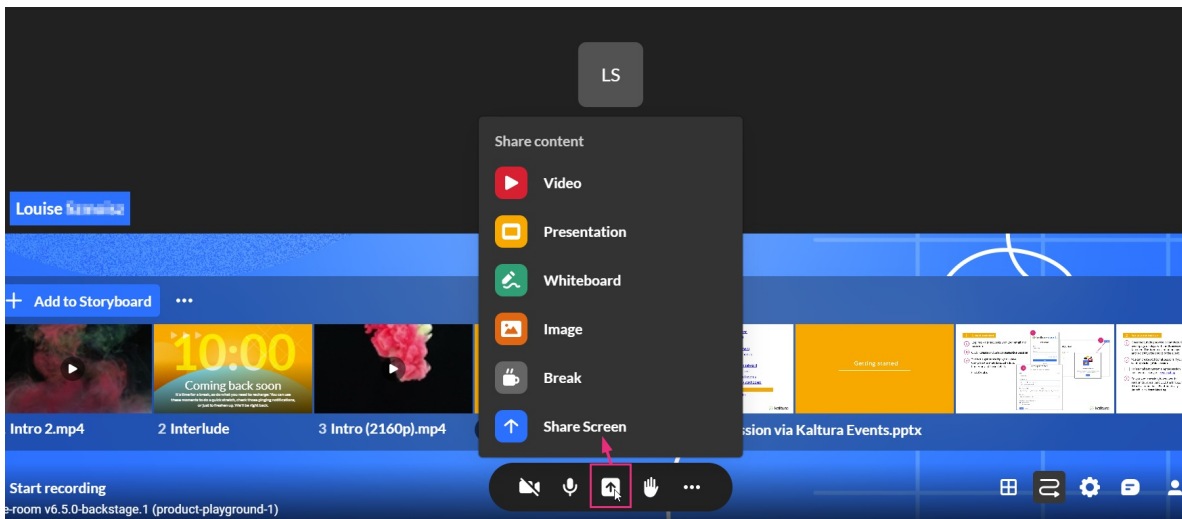 LS
Share content
Video
Presentation
Whiteboard
Image
Break
Share Screen
Louise
+ Add to Storyboard
10:00
Coming back soon
Getting started
Intro 2.mp4
2 Interlude
3 Intro (2160p).mp4
sion via Kaltura Events.pptx
Start recording
e-room v6.5.0-backstage.1 (product-playground-1)